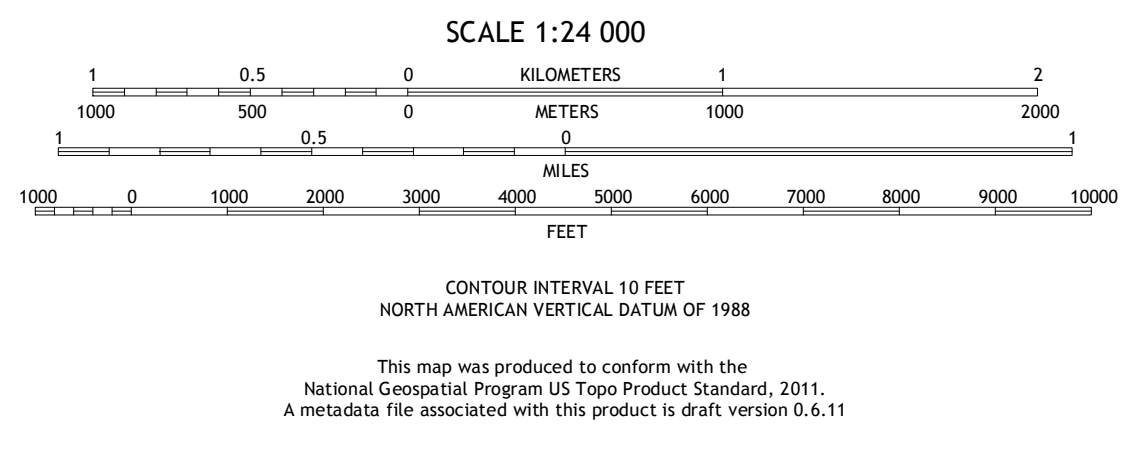 SCALE 1:24 000
1 0.5 0 KILOMETERS 1 2
1000 500 0 METERS 1000 2000
1 0.5 0 1
MILES
1000 0 1000 2000 3000 4000 5000 6000 7000 8000 9000 10000
FEET
CONTOUR INTERVAL 10 FEET
NORTH AMERICAN VERTICAL DATUM OF 1988
This map was produced to conform with the
National Geospatial Program US Topo Product Standard, 2011.
A metadata file associated with this product is draft version 0.6.11